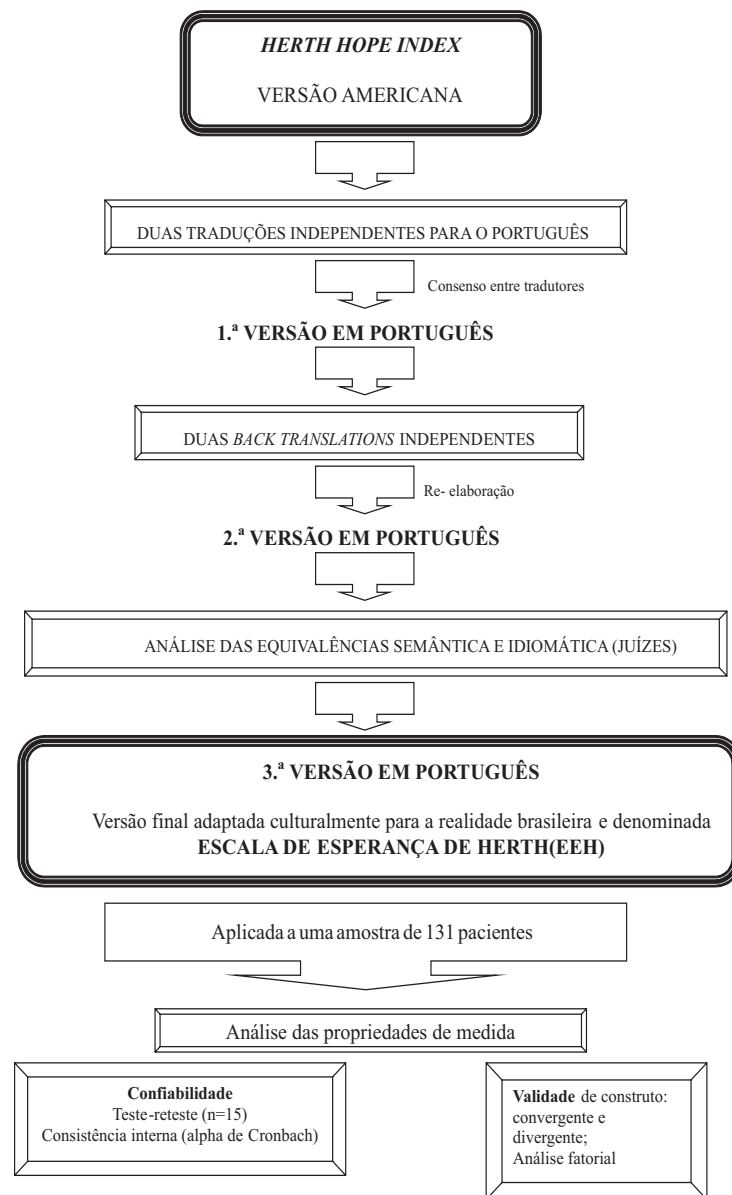 HERTH HOPE INDEX
VERSÃO AMERICANA
DUAS TRADUÇÕES INDEPENDENTES PARA O PORTUGUÊS
Consenso entre tradutores
1.ª VERSÃO EM PORTUGUÊS
DUAS BACK TRANSLATIONS INDEPENDENTES
Re- elaboração
2.ª VERSÃO EM PORTUGUÊS
ANÁLISE DAS EQUIVALÊNCIAS SEMÂNTICA E IDIOMÁTICA (JUÍZES)
3.ª VERSÃO EM PORTUGUÊS
Versão final adaptada culturalmente para a realidade brasileira e denominada
ESCALA DE ESPERANÇA DE HERTH(EEH)
Aplicada a uma amostra de 131 pacientes
Análise das propriedades de medida
Confiabilidade
Teste-reteste (n=15)
Consistência interna (alpha de Cronbach)
Validade de construto:
convergente e
divergente;
Análise fatorial